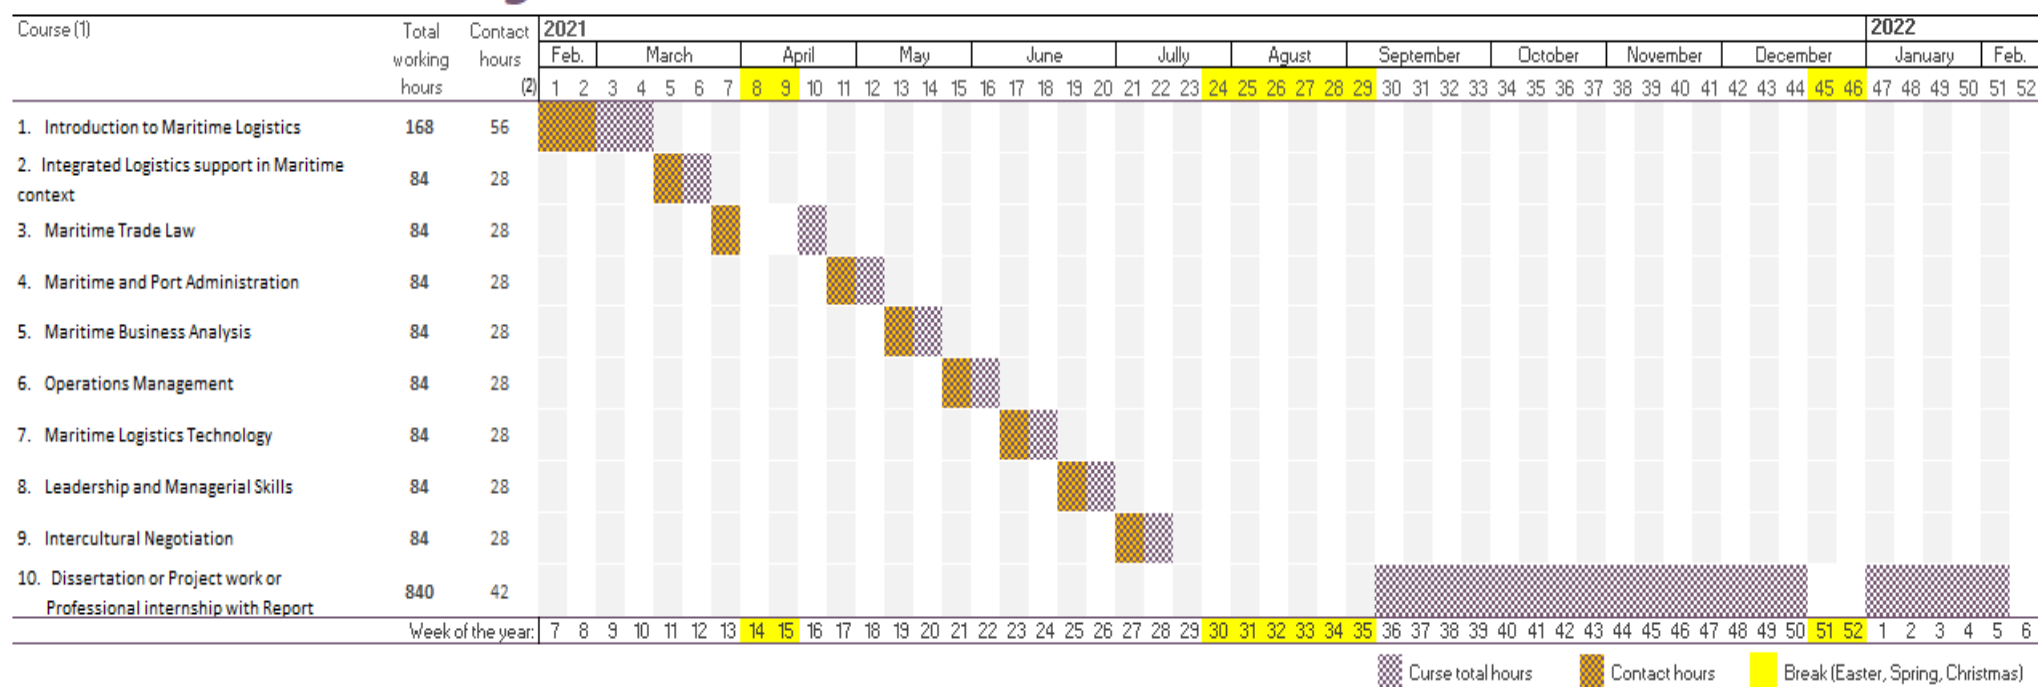 Course (1) Total Contact 2021 2022
working hours Feb. March April May June Jully Agust September October November December January Feb.
hours (2) 1 2 3 4 5 6 7 8 9 10 11 12 13 14 15 16 17 18 19 20 21 22 23 24 25 26 27 28 29 30 31 32 33 34 35 36 37 38 39 40 41 42 43 44 45 46 47 48 49 50 51 52
1. Introduction to Maritime Logistics 168 56
2. Integrated Logistics support in Maritime
context 84 28
3. Maritime Trade Law 84 28
4. Maritime and Port Administration 84 28
5. Maritime Business Analysis 84 28
6. Operations Management 84 28
7. Maritime Logistics Technology 84 28
8. Leadership and Managerial Skills 84 28
9. Intercultural Negotiation 84 28
10. Dissertation or Project work or
Professional internship with Report 840 42
Week of the year: 7 8 9 10 11 12 13 14 15 16 17 18 19 20 21 22 23 24 25 26 27 28 29 30 31 32 33 34 35 36 37 38 39 40 41 42 43 44 45 46 47 48 49 50 51 52 1 2 3 4 5 6
Curse total hours Contact hours Break (Easter, Spring, Christmas)